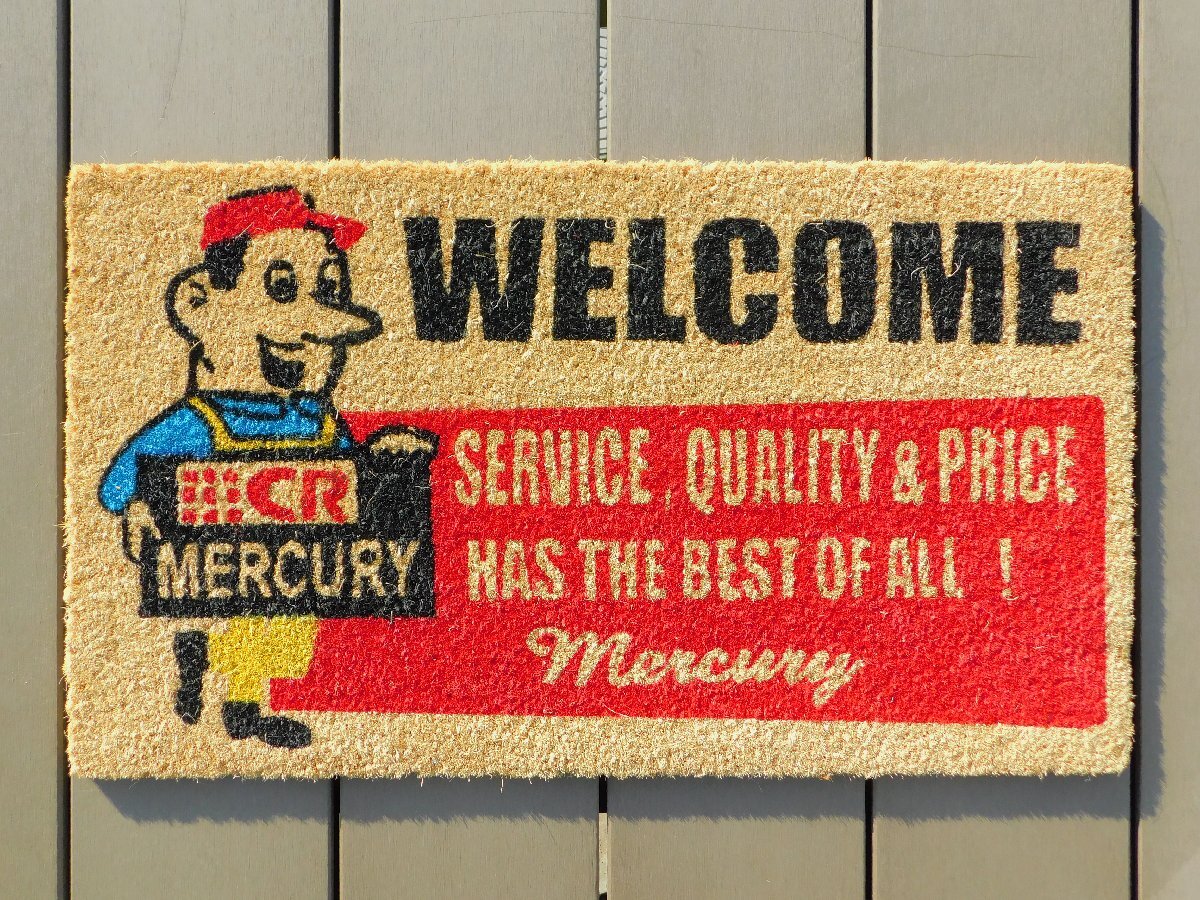 WELCOME
CR
MERCURY
SERVICE, QUALITY & PRICE
HAS THE BEST OF ALL !
Mercury